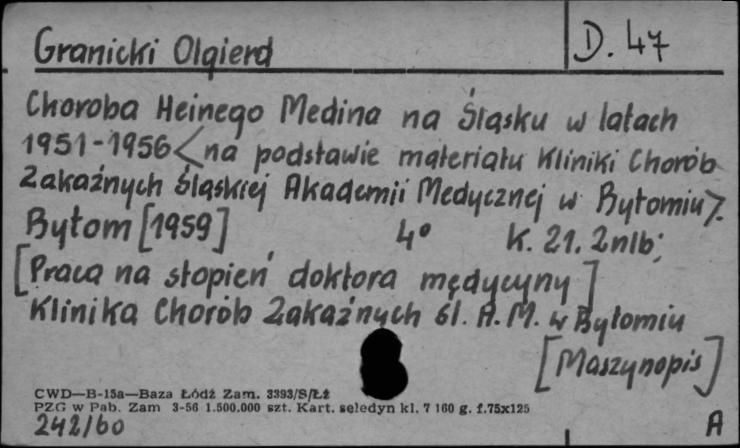 Granicki Olgierd
D. 47
Choroba Heinego Medina na Śląsku w latach
1951-1956 <na podstawie materiału Kliniki Chorób
Zakaźnych Śląskiej Akademii Medycznej w Bytomiu>.
Bytom [1959] 4° K. 21. 2nlb;
[Praca na stopień doktora medycyny]
Klinika Chorób Zakaźnych Śl. A. M. w Bytomiu
[Maszynopis]
CWD—B-15a—Baza Łódź Zam. 3393/S/Łż
PZG w Pab. Zam 3-56 1.500.000 szt. Kart. seledyn kl. 7 160 g. f.75x125
242/60
A